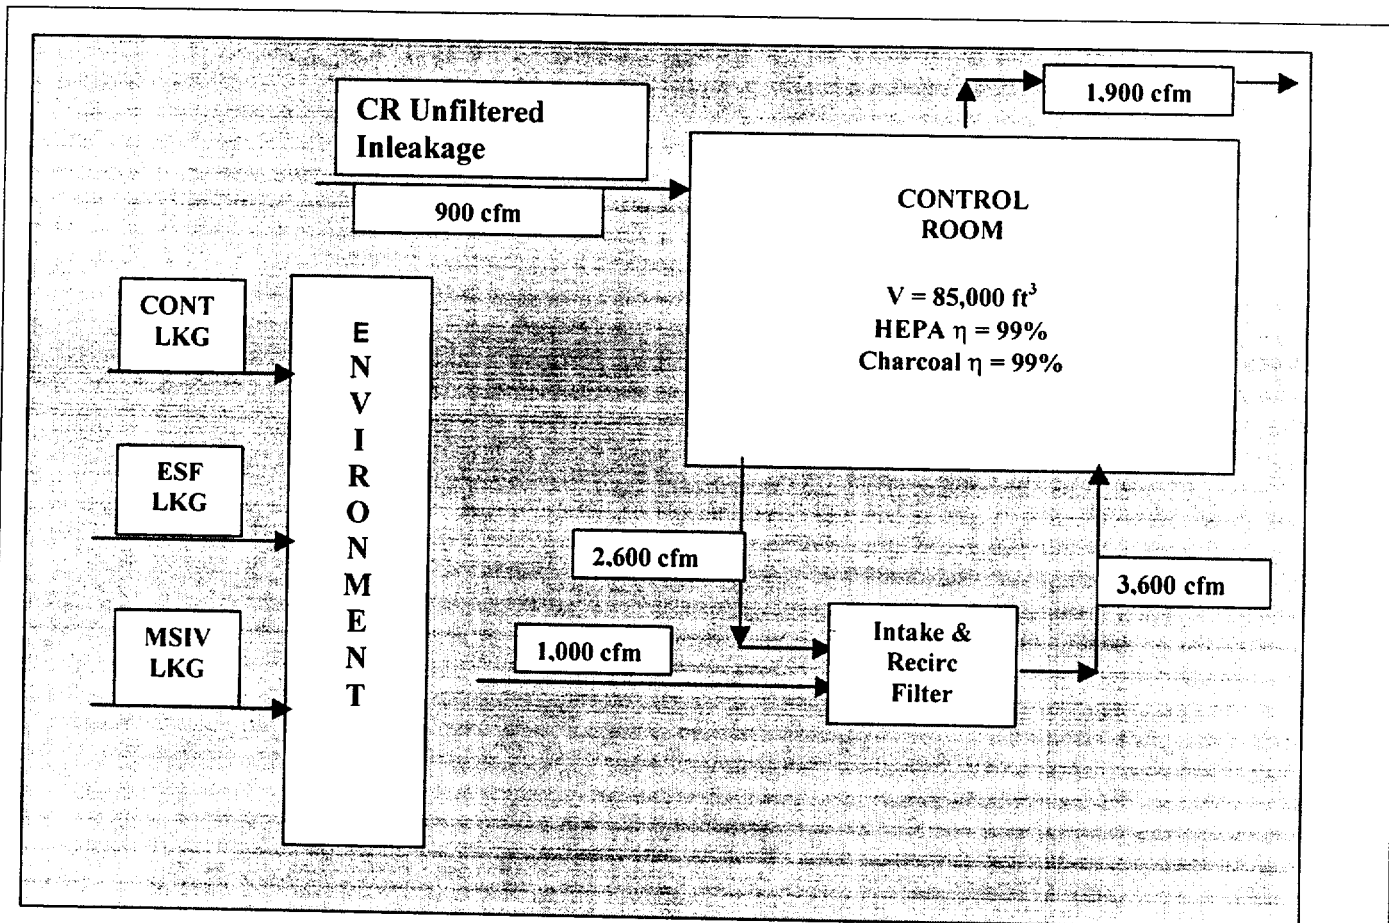 CR Unfiltered
Inleakage
900 cfm
1.900 cfm
CONTROL
ROOM
V = 85,000 ft³
HEPA η = 99%
Charcoal η = 99%
CONT
LKG
ESF
LKG
MSIV
LKG
E
N
V
I
R
O
N
M
E
N
T
2.600 cfm
1.000 cfm
Intake &
Recirc
Filter
3.600 cfm